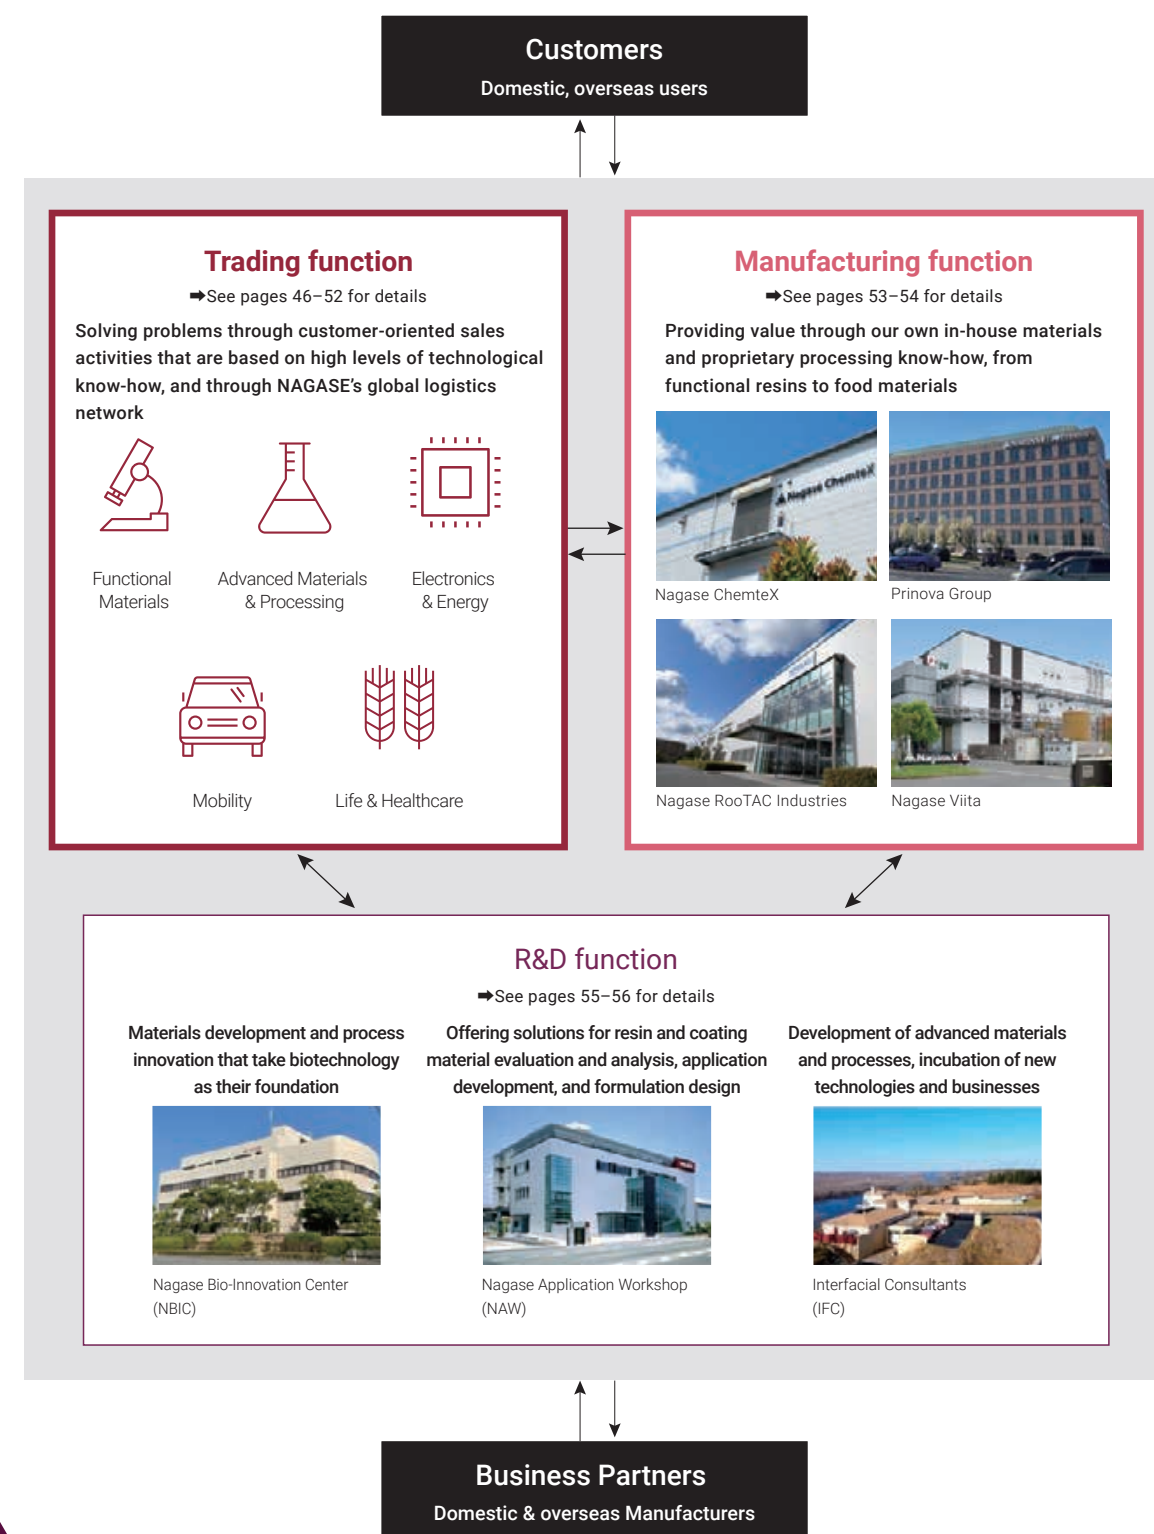 Customers
Domestic, overseas users
Trading function
➡See pages 46–52 for details
Solving problems through customer-oriented sales
activities that are based on high levels of technological
know-how, and through NAGASE’s global logistics
network
Functional
Materials
Advanced Materials
& Processing
Electronics
& Energy
Mobility
Life & Healthcare
Manufacturing function
➡See pages 53–54 for details
Providing value through our own in-house materials
and proprietary processing know-how, from
functional resins to food materials
Nagase ChemteX
Nagase ChemteX
Prinova Group
Nagase RooTAC Industries
Nagase Viita
R&D function
➡See pages 55–56 for details
Materials development and process
innovation that take biotechnology
as their foundation
Nagase Bio-Innovation Center
(NBIC)
Offering solutions for resin and coating
material evaluation and analysis, application
development, and formulation design
Nagase Application Workshop
(NAW)
Development of advanced materials
and processes, incubation of new
technologies and businesses
Interfacial Consultants
(IFC)
Business Partners
Domestic & overseas Manufacturers